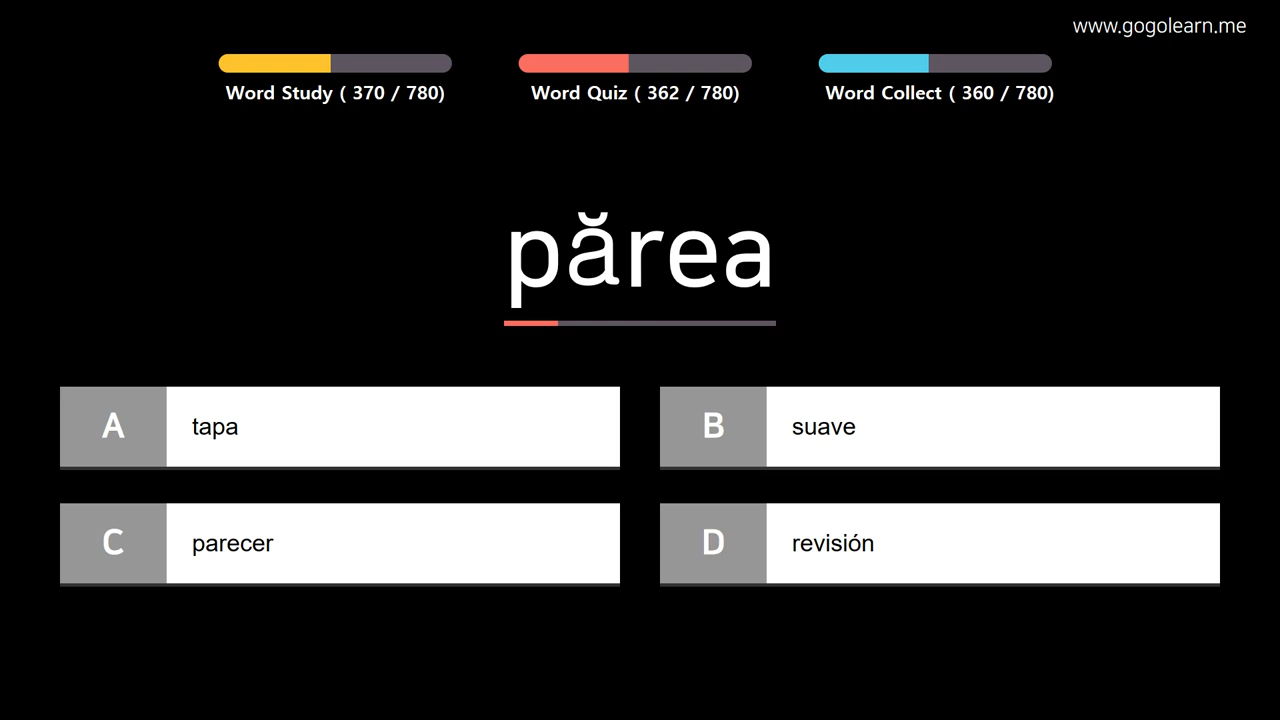 www.gogolearn.me
Word Study ( 370 / 780)
Word Quiz ( 362 / 780)
Word Collect ( 360 / 780)
părea
A tapa
B suave
C parecer
D revisión